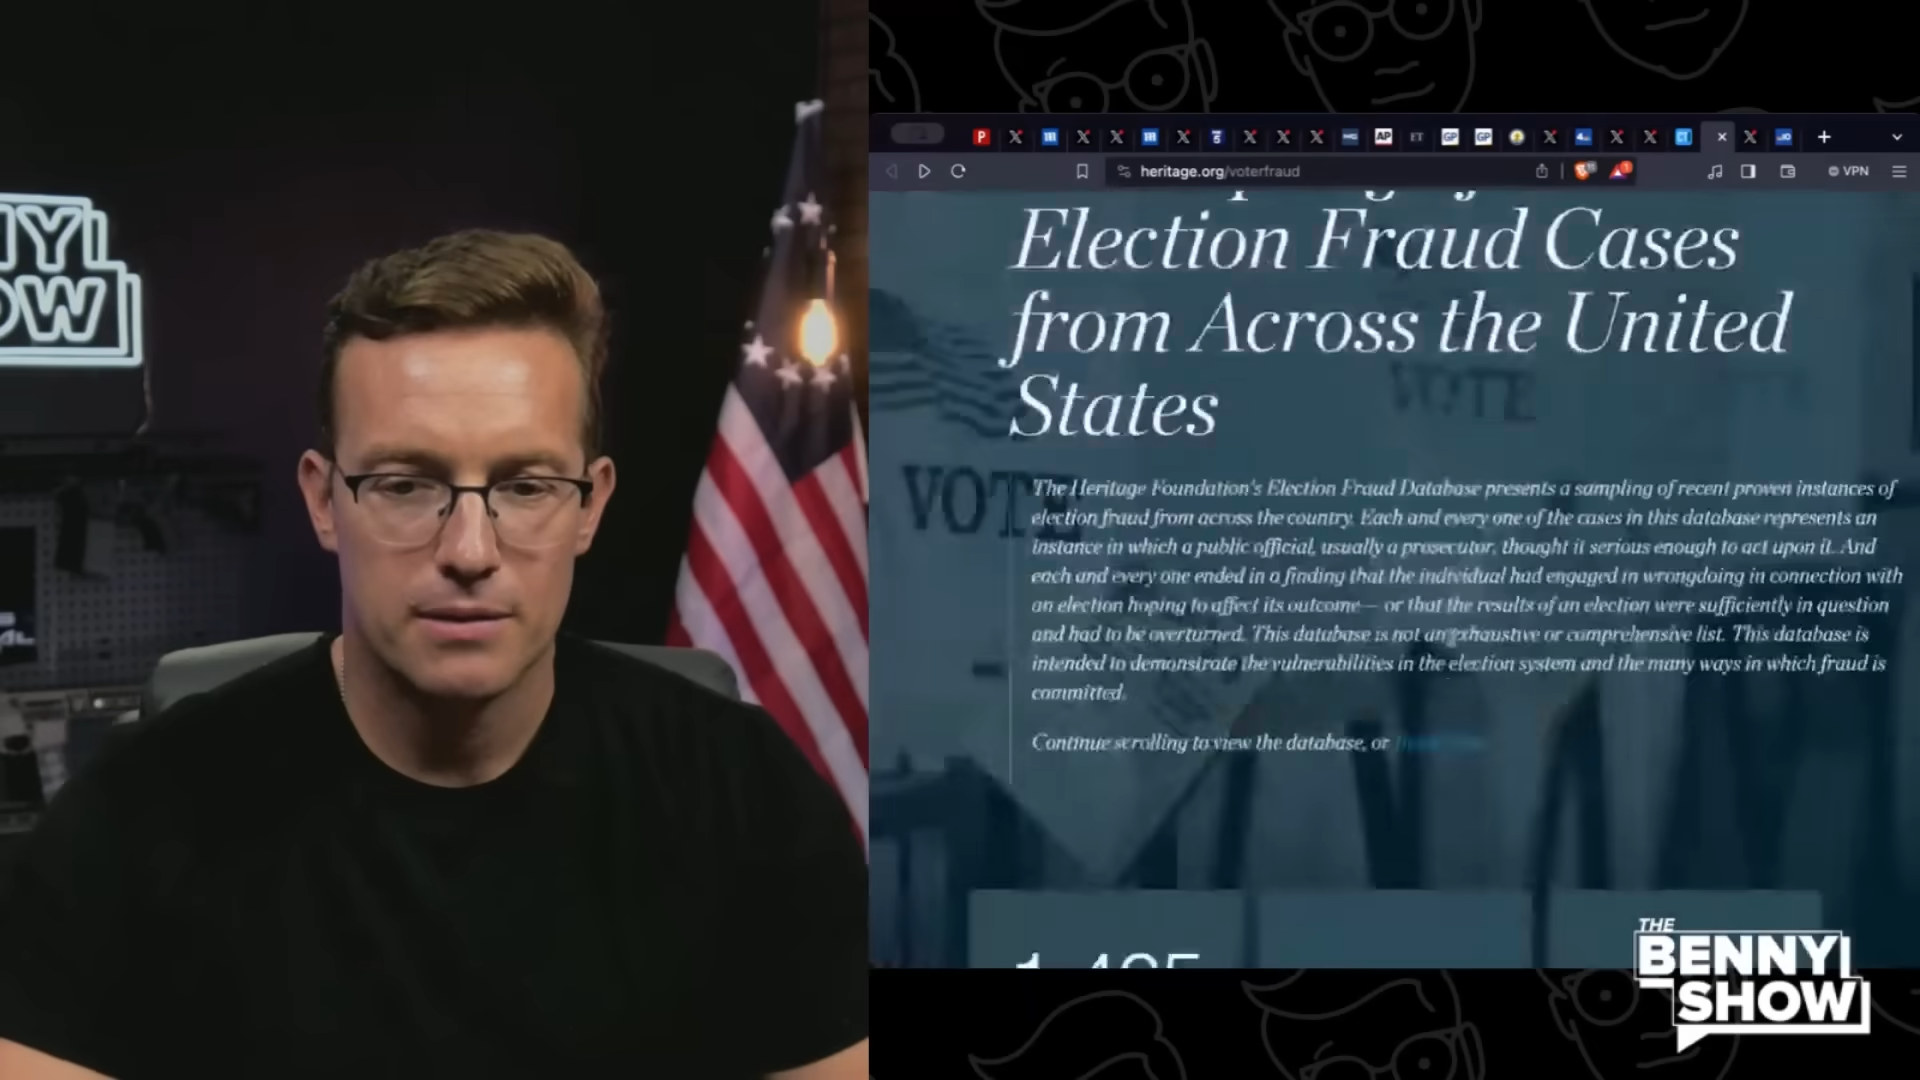 NY
OW
heritage.org/voterfraud
VPN
Election Fraud Cases
from Across the United
States
VOTE
VOTE
The Heritage Foundation's Election Fraud Database presents a sampling of recent proven instances of
election fraud from across the country. Each and every one of the cases in this database represents an
instance in which a public official, usually a prosecutor, thought it serious enough to act upon it. And
each and every one ended in a finding that the individual had engaged in wrongdoing in connection with
an election hoping to affect its outcome— or that the results of an election were sufficiently in question
and had to be overturned. This database is not an exhaustive or comprehensive list. This database is
intended to demonstrate the vulnerabilities in the election system and the many ways in which fraud is
committed.
Continue scrolling to view the database, or
THE
BENNY
SHOW